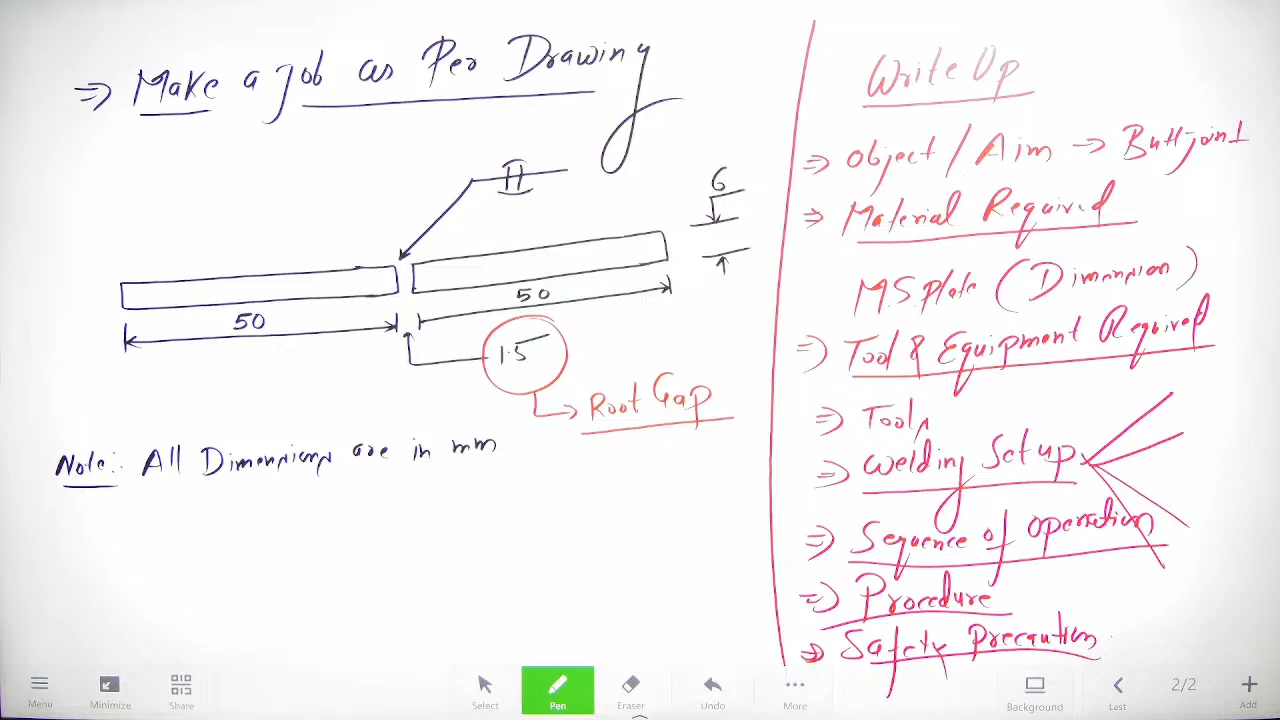 ⇒ Make a Job as Per Drawing
6
50
50
1.5
Root Gap
Note:- All Dimensions are in mm
Write Up
⇒ Object / Aim → Butt joint
⇒ Material Required
M.S. Plate (Dimension)
⇒ Tool & Equipment Required
⇒ Tools
⇒ Welding Set up
⇒ Sequence of operation
⇒ Procedure
⇒ Safety Precaution
Menu
Minimize
Share
Select
Pen
Eraser
Undo
More
Background
Last
2/2
Add